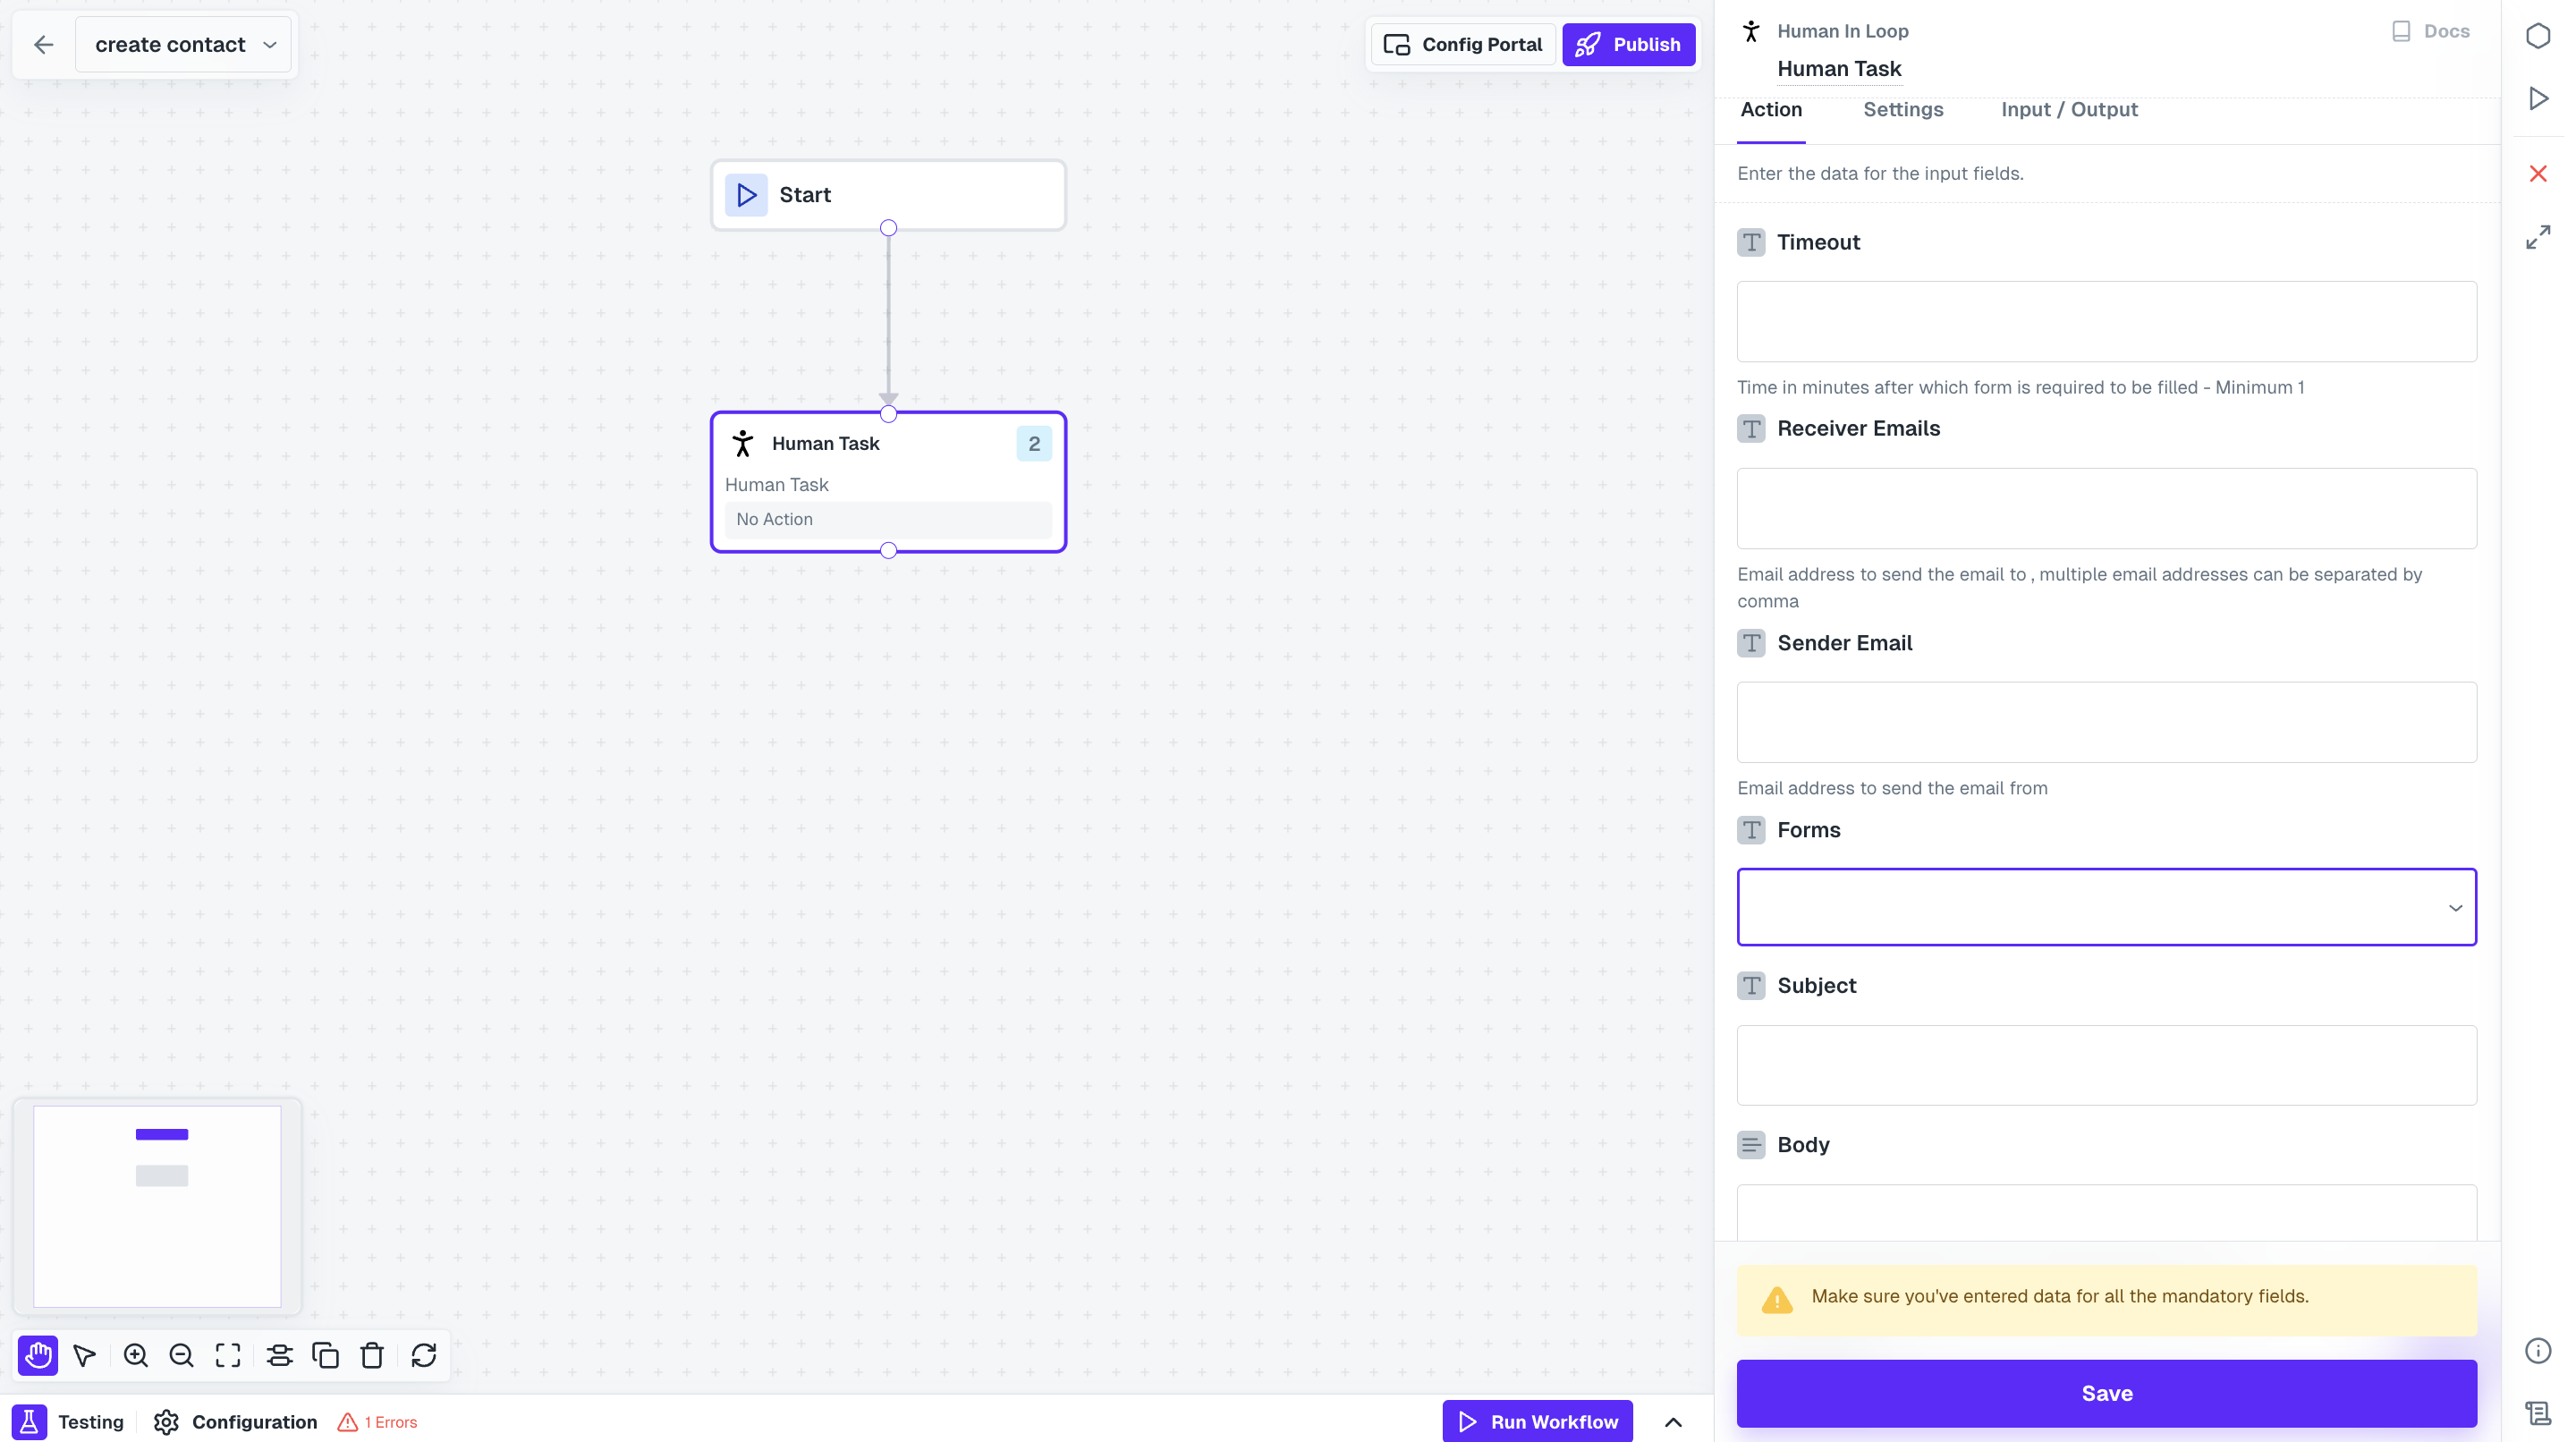 create contact
Config Portal
Publish
Start
Human Task
2
Human Task
No Action
Testing
Configuration
1 Errors
Run Workflow
Human In Loop
Docs
Human Task
Action
Settings
Input / Output
Enter the data for the input fields.
Timeout
Time in minutes after which form is required to be filled - Minimum 1
Receiver Emails
Email address to send the email to , multiple email addresses can be separated by
comma
Sender Email
Email address to send the email from
Forms
Subject
Body
Make sure you've entered data for all the mandatory fields.
Save